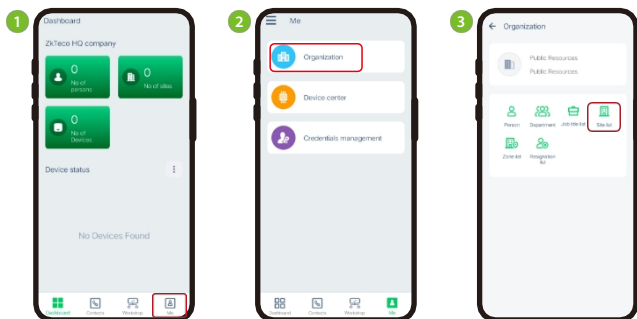 1
Dashboard
ZkTeco HQ company
0
No of
persons
0
No of sites
0
No of
Devices
Device status
No Devices Found
Dashboard
Contacts
Workshop
Me
2
Me
Organization
Device center
Credentials management
Dashboard
Contacts
Workshop
Me
3
Organization
Public Resources
Public Resources
Person
Department
Job title list
Site list
Zone list
Resignation
list